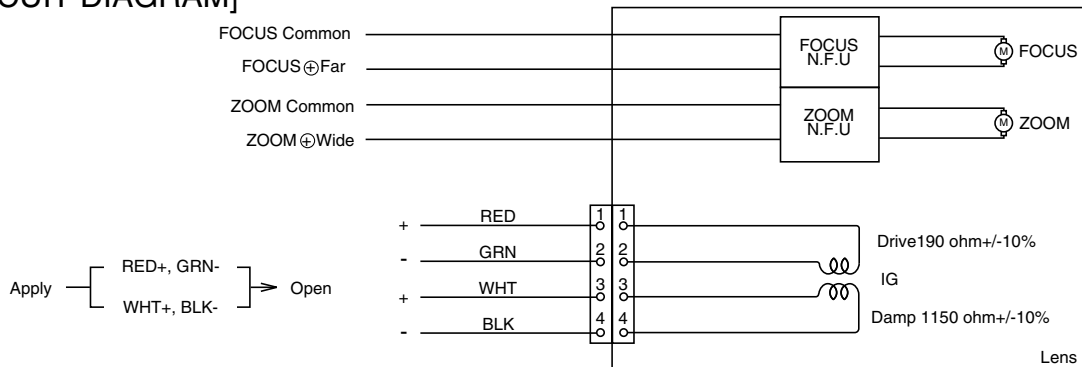 CUIT DIAGRAM]
FOCUS Common
FOCUS⊕Far
ZOOM Common
ZOOM⊕Wide
FOCUS
N.F.U
ZOOM
N.F.U
M FOCUS
M ZOOM
+ RED 1 1
- GRN 2 2
+ WHT 3 3
- BLK 4 4
Drive190 ohm+/-10%
IG
Damp 1150 ohm+/-10%
Apply
RED+, GRN-
WHT+, BLK-
Open
Lens